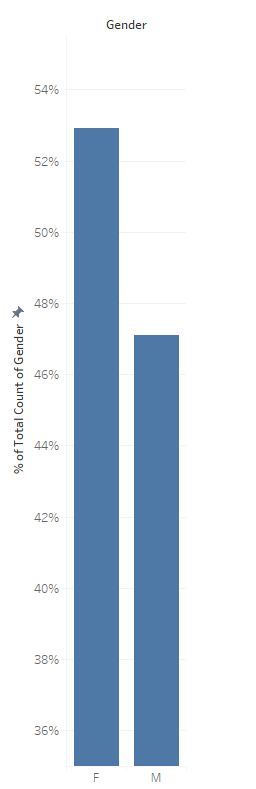 Gender
54%
52%
50%
48%
46%
44%
42%
40%
38%
36%
% of Total Count of Gender
F
M